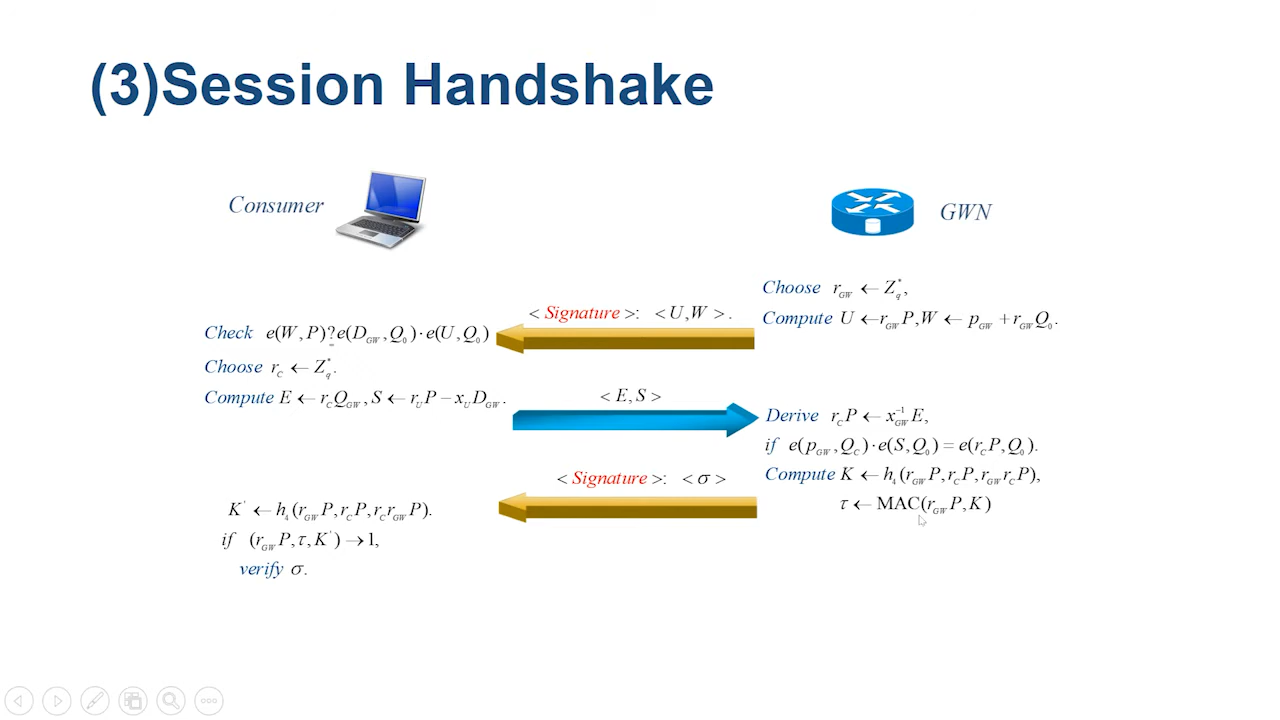 (3)Session Handshake
Consumer
GWN
Choose r_GW ← Z_q^*,
Compute U ← r_GW P, W ← p_GW + r_GW Q_0.
< Signature >: < U,W > .
Check e(W, P) ?= e(D_GW, Q_0) · e(U, Q_0)
Choose r_C ← Z_q^*.
Compute E ← r_C Q_GW, S ← r_U P − x_U D_GW.
< E, S >
Derive r_C P ← x_GW^−1 E,
if e(p_GW, Q_C) · e(S, Q_0) = e(r_C P, Q_0).
Compute K ← h_4(r_GW P, r_C P, r_GW r_C P),
τ ← MAC(r_GW P, K)
< Signature >: < σ >
K' ← h_4(r_GW P, r_C P, r_C r_GW P).
if (r_GW P, τ, K') → 1,
verify σ.